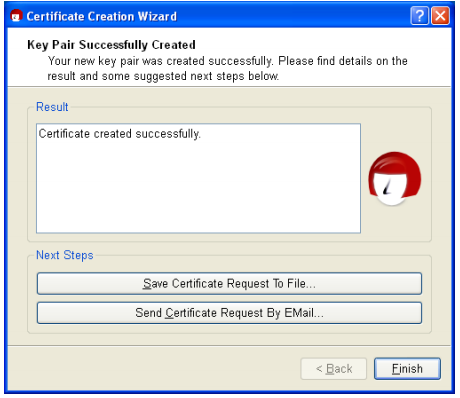 Certificate Creation Wizard
Key Pair Successfully Created
Your new key pair was created successfully. Please find details on the
result and some suggested next steps below.
Result
Certificate created successfully.
Next Steps
Save Certificate Request To File...
Send Certificate Request By EMail...
< Back
Finish